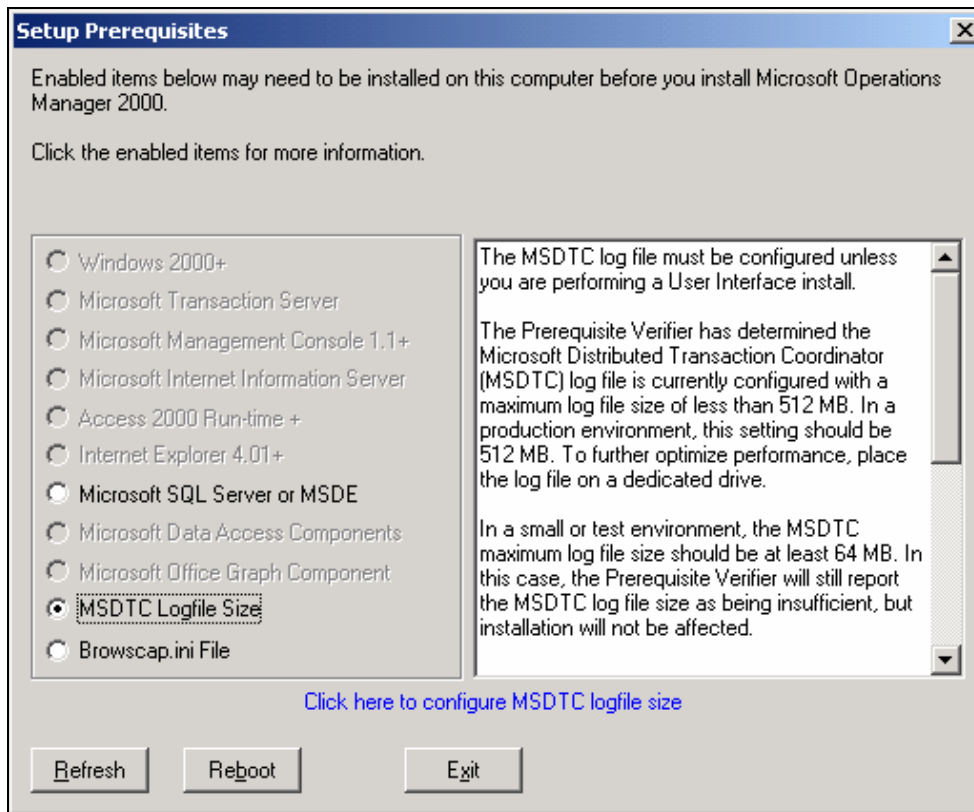 Setup Prerequisites
Enabled items below may need to be installed on this computer before you install Microsoft Operations
Manager 2000.
Click the enabled items for more information.
Windows 2000+
Microsoft Transaction Server
Microsoft Management Console 1.1+
Microsoft Internet Information Server
Access 2000 Run-time +
Internet Explorer 4.01+
Microsoft SQL Server or MSDE
Microsoft Data Access Components
Microsoft Office Graph Component
MSDTC Logfile Size
Browscap.ini File
The MSDTC log file must be configured unless
you are performing a User Interface install.
The Prerequisite Verifier has determined the
Microsoft Distributed Transaction Coordinator
(MSDTC) log file is currently configured with a
maximum log file size of less than 512 MB. In a
production environment, this setting should be
512 MB. To further optimize performance, place
the log file on a dedicated drive.
In a small or test environment, the MSDTC
maximum log file size should be at least 64 MB. In
this case, the Prerequisite Verifier will still report
the MSDTC log file size as being insufficient, but
installation will not be affected.
Click here to configure MSDTC logfile size
Refresh
Reboot
Exit